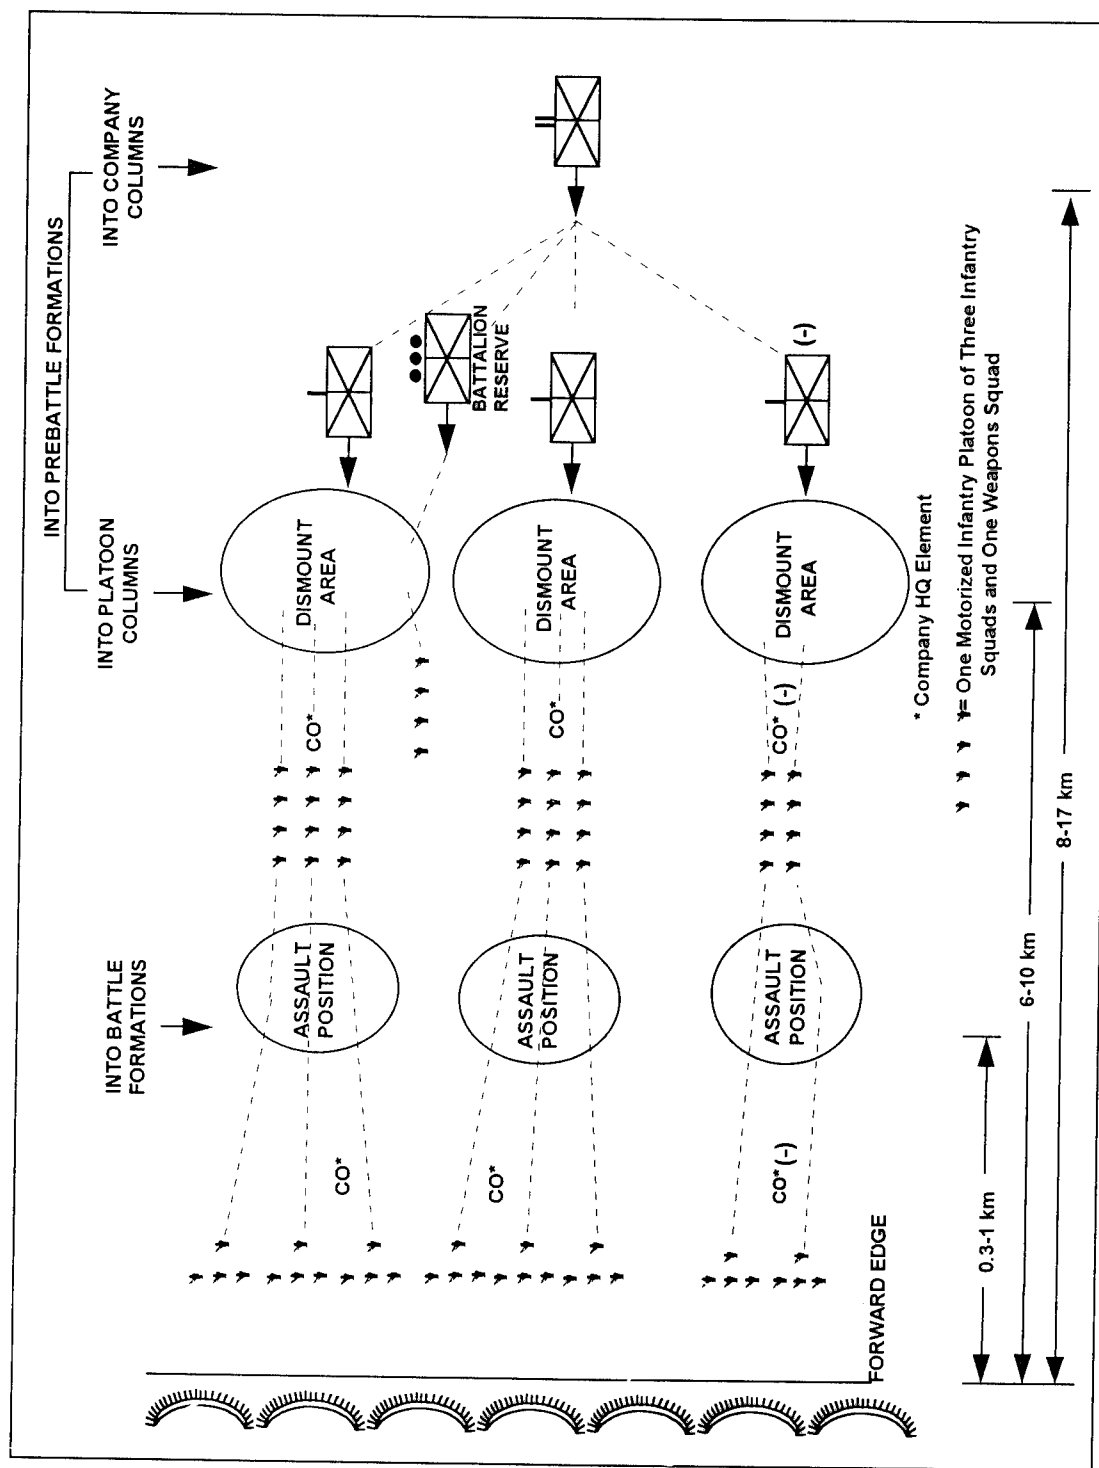 INTO PREBATTLE FORMATIONS
INTO COMPANY
COLUMNS
INTO PLATOON
COLUMNS
INTO BATTLE
FORMATIONS
BATTALION
RESERVE
(-)
DISMOUNT
AREA
DISMOUNT
AREA
DISMOUNT
AREA
CO*
CO*
CO* (-)
ASSAULT
POSITION
ASSAULT
POSITION
ASSAULT
POSITION
CO*
CO*
CO* (-)
FORWARD EDGE
* Company HQ Element
= One Motorized Infantry Platoon of Three Infantry
Squads and One Weapons Squad
0.3-1 km
6-10 km
8-17 km